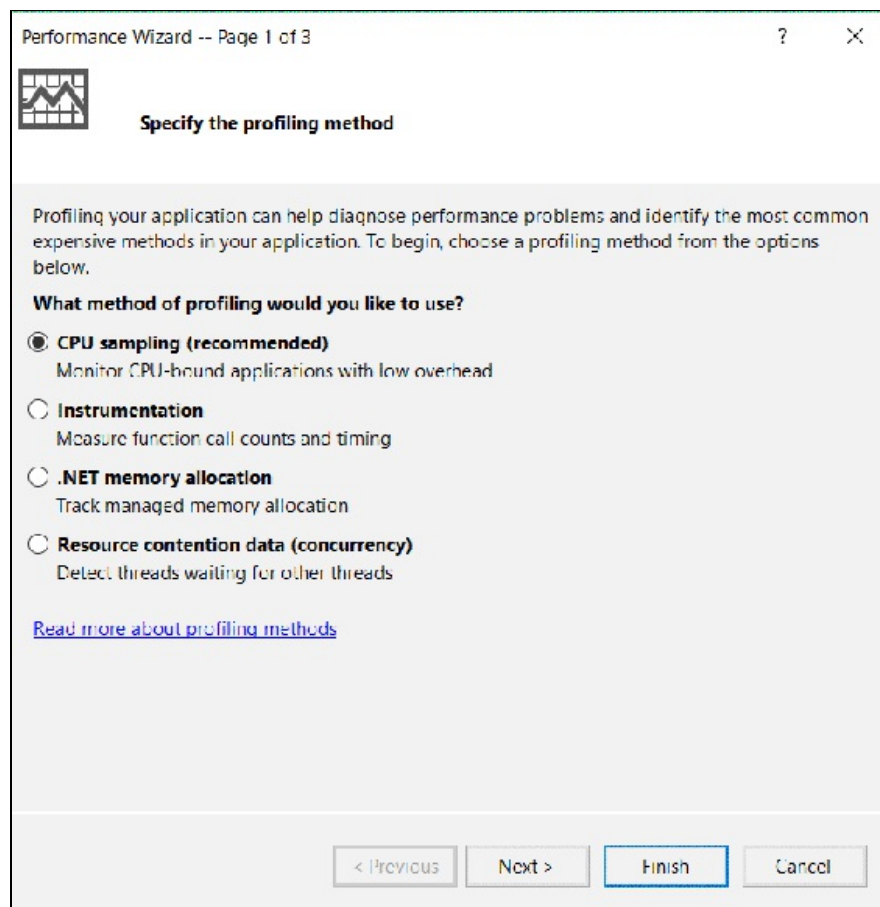 Performance Wizard -- Page 1 of 3
?
Specify the profiling method
Profiling your application can help diagnose performance problems and identify the most common
expensive methods in your application. To begin, choose a profiling method from the options
below.
What method of profiling would you like to use?
CPU sampling (recommended)
Monitor CPU-bound applications with low overhead
Instrumentation
Measure function call counts and timing
.NET memory allocation
Track managed memory allocation
Resource contention data (concurrency)
Detect threads waiting for other threads
Read more about profiling methods
< Previous Next > Finish Cancel